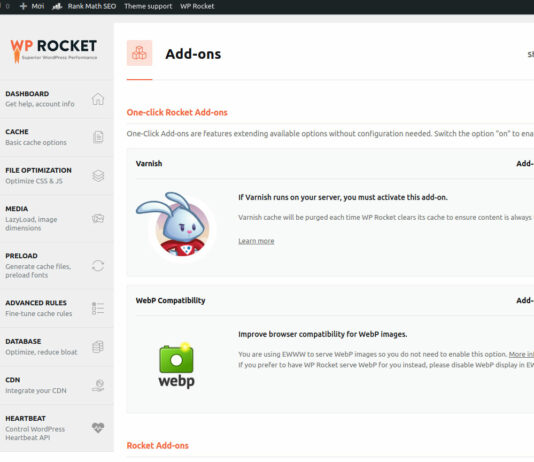 0 + Mới Rank Math SEO Theme support WP Rocket
WP ROCKET
Superior WordPress Performance
Add-ons
DASHBOARD
Get help, account info
CACHE
Basic cache options
FILE OPTIMIZATION
Optimize CSS & JS
MEDIA
LazyLoad, image
dimensions
PRELOAD
Generate cache files,
preload fonts
ADVANCED RULES
Fine-tune cache rules
DATABASE
Optimize, reduce bloat
CDN
Integrate your CDN
HEARTBEAT
Control WordPress
Heartbeat API
One-click Rocket Add-ons
One-Click Add-ons are features extending available options without configuration needed. Switch the option "on" to ena
Varnish Add-
If Varnish runs on your server, you must activate this add-on.
Varnish cache will be purged each time WP Rocket clears its cache to ensure content is always
Learn more
WebP Compatibility Add-
Improve browser compatibility for WebP images.
You are using EWWW to serve WebP images so you do not need to enable this option. More in
If you prefer to have WP Rocket serve WebP for you instead, please disable WebP display in EW
webp
Rocket Add-ons